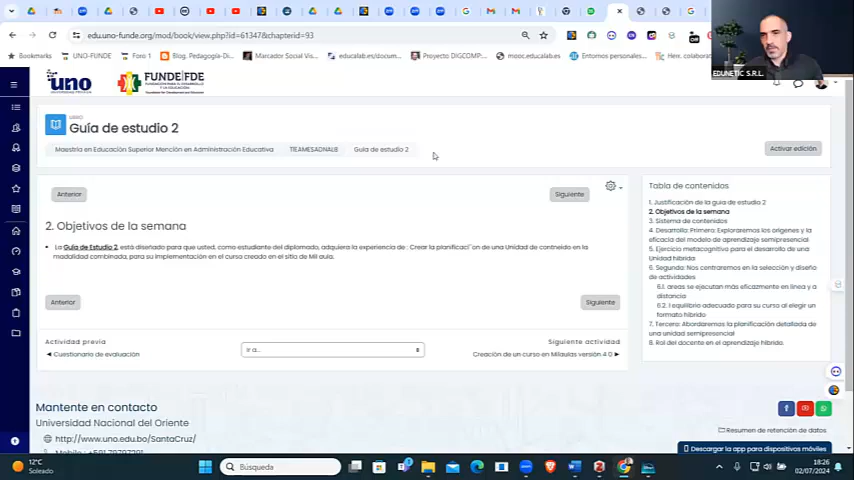 edu.uno-funde.org/mod/book/view.php?id=61347&chapterid=93
Bookmarks
UNO-FUNDE
Foro 1
Blog. Pedagogía-Di...
Marcador Social Vis...
educalab.es/docum...
Proyecto DIGCOMP:...
mooc.educalab.es
Entornos personales...
Herr. colaborat
Off
EDUNETIC S.R.L.
uno
FUNDE FDE
LIBRO
Guía de estudio 2
Maestría en Educación Superior Mención en Administración Educativa
TIEAMESADNALB
Guía de estudio 2
Activar edición
Anterior
Siguiente
2. Objetivos de la semana
La Guía de Estudio 2, está diseñado para que usted, como estudiante del diplomado, adquiera la experiencia de : Crear la planificaci´on de una Unidad de contneido en la
modalidad combinada, para su implementación en el curso creado en el sitio de Mil aula.
Anterior
Siguiente
Tabla de contenidos
1. Justificación de la guía de estudio 2
2. Objetivos de la semana
3. Sistema de contenidos
4. Desarrollo: Primero: Exploraremos los orígenes y la
eficacia del modelo de aprendizaje semipresencial
5. Ejercicio metacognitivo para el desarrollo de una
Unidad híbrida
6. Segundo: Nos centraremos en la selección y diseño
de actividades
6.1. areas se ejecutan más eficazmente en línea y a
distancia
6.2. l equilibrio adecuado para su curso al elegir un
formato híbrido
7. Tercero: Abordaremos la planificación detallada de
una unidad semipresencial
8. Rol del docente en el aprendizaje híbrido.
Actividad previa
◄ Cuestionario de evaluación
Ir a...
Siguiente actividad
Creación de un curso en Milaulas versión 4.0 ►
Mantente en contacto
Universidad Nacional del Oriente
http://www.uno.edu.bo/SantaCruz/
Resumen de retención de datos
Descargar la app para dispositivos móviles
12°C
Soleado
Búsqueda
18:26
02/07/2024